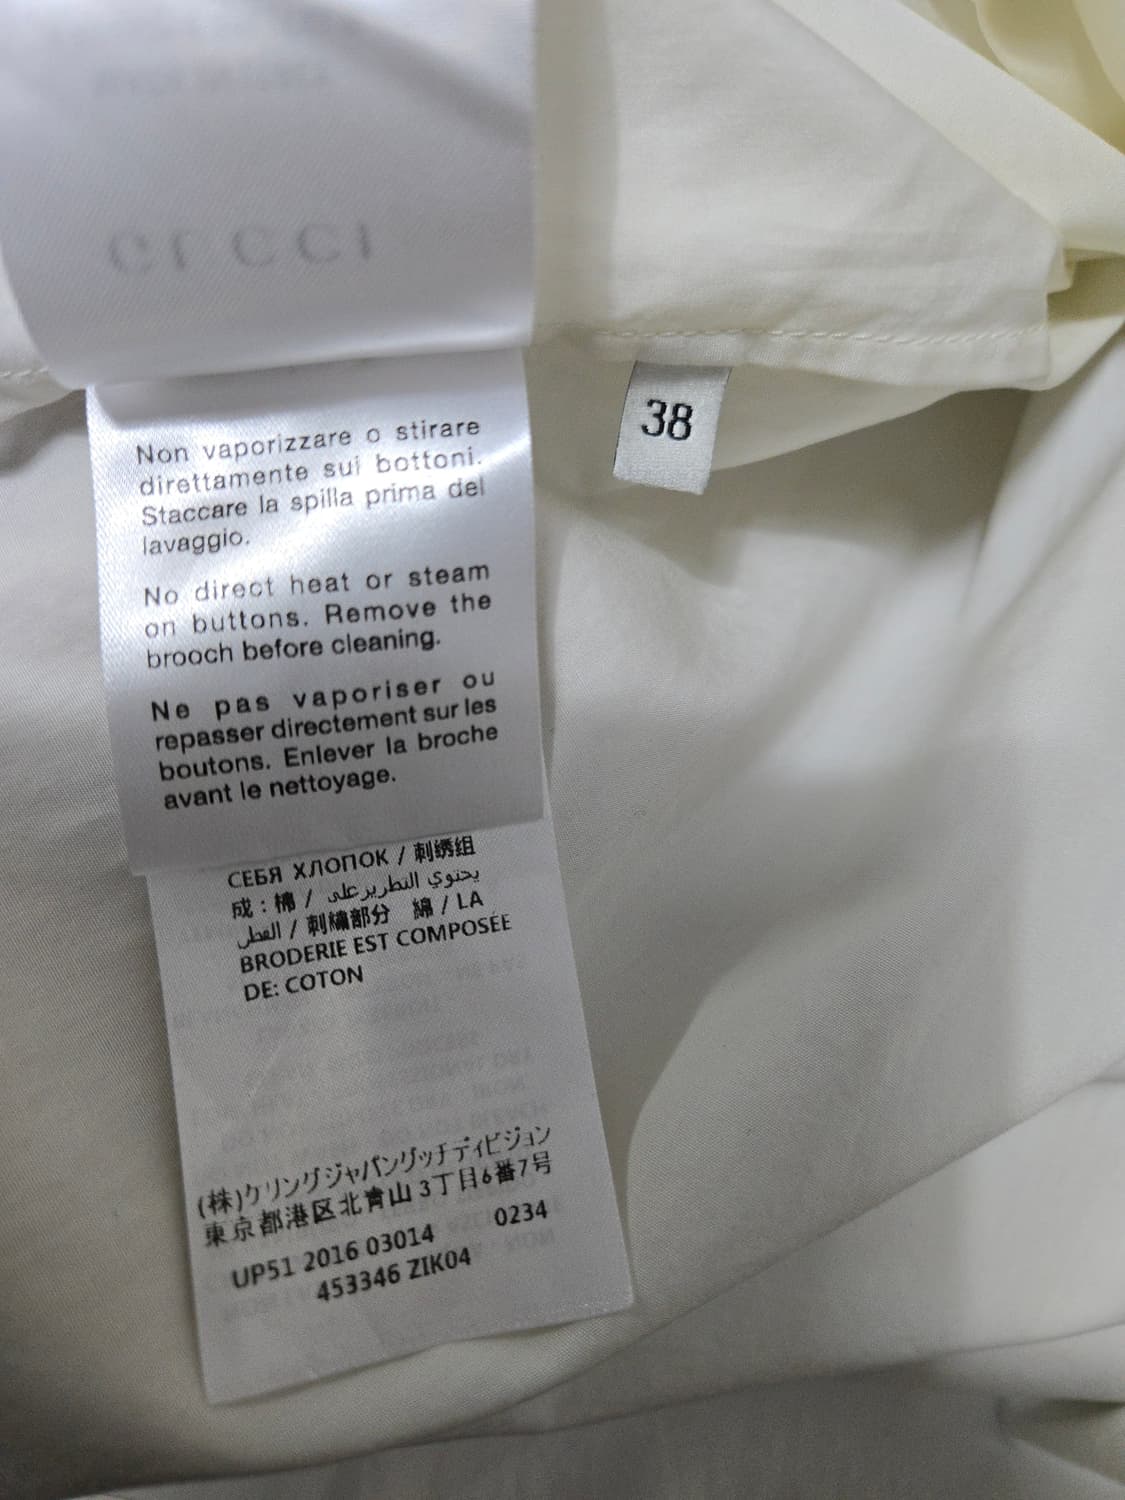 GUCCI
38
Non vaporizzare o stirare
direttamente sui bottoni.
Staccare la spilla prima del
lavaggio.
No direct heat or steam
on buttons. Remove the
brooch before cleaning.
Ne pas vaporiser ou
repasser directement sur les
boutons. Enlever la broche
avant le nettoyage.
СЕБЯ ХЛОПОК / 刺绣组
成：棉 / يحتوي التطريز على
القطن / 刺繍部分 綿 / LA
BRODERIE EST COMPOSÉE
DE: COTON
(株)ケリングジャパングッチディビジョン
東京都港区北青山3丁目6番7号
UP51 2016 03014 0234
453346 ZIK04